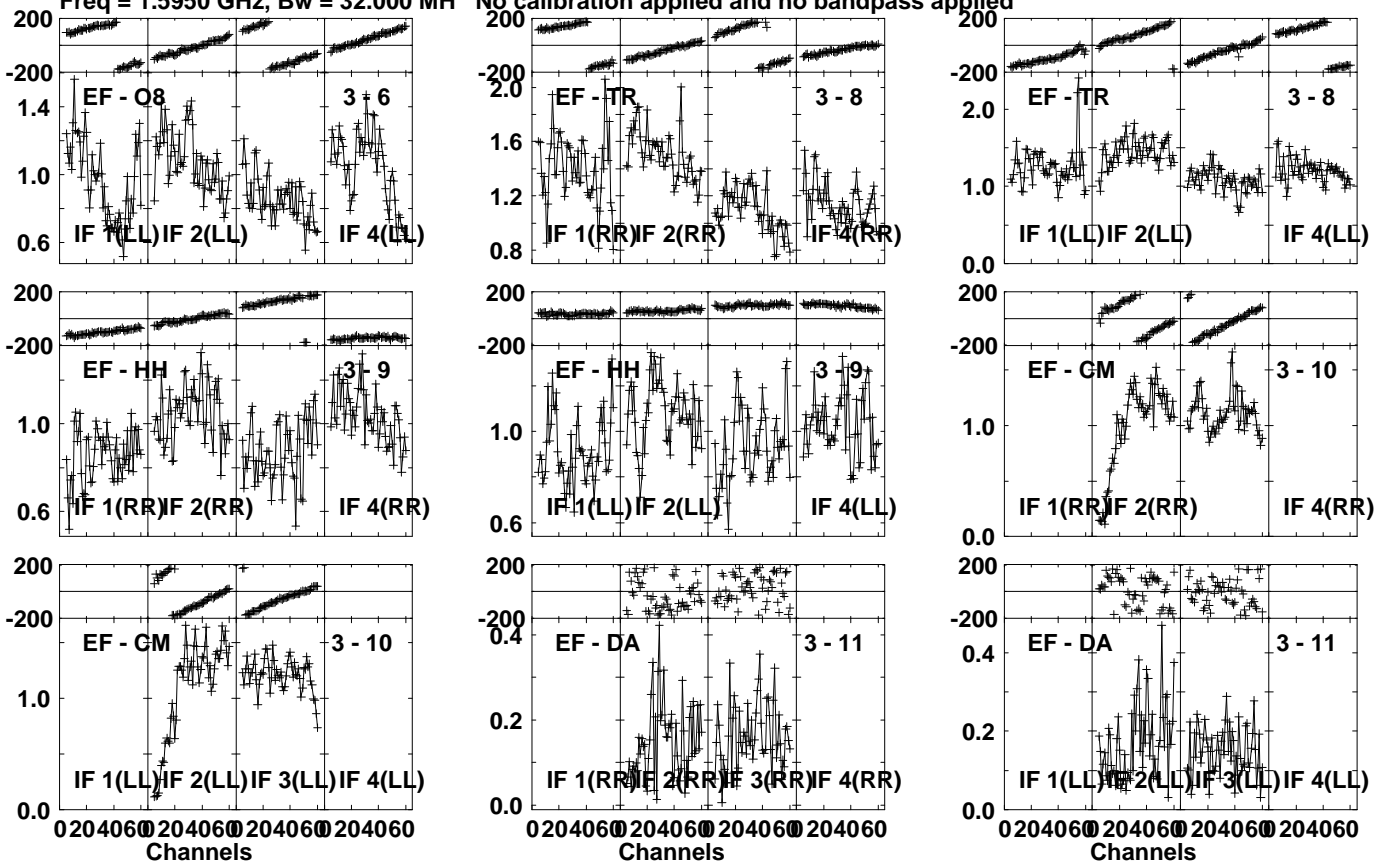 Freq = 1.5950 GHz, Bw = 32.000 MH No calibration applied and no bandpass applied
200 200 200
-200 -200 -200
EF - O8 3 - 6 EF - TR 3 - 8 EF - TR 3 - 8
1.4 2.0 2.0
1.6
1.0 1.2 1.0
0.6 0.8 0.0
IF 1(LL) IF 2(LL) IF 4(LL) IF 1(RR) IF 2(RR) IF 4(RR) IF 1(LL) IF 2(LL) IF 4(LL)
200 200 200
-200 -200 -200
EF - HH 3 - 9 EF - HH 3 - 9 EF - CM 3 - 10
1.0 1.0 1.0
0.6 0.6 0.0
IF 1(RR) IF 2(RR) IF 4(RR) IF 1(LL) IF 2(LL) IF 4(LL) IF 1(RR) IF 2(RR) IF 4(RR)
200 200 200
-200 -200 -200
EF - CM 3 - 10 EF - DA 3 - 11 EF - DA 3 - 11
1.0 0.4 0.4
0.2 0.2
0.0 0.0 0.0
IF 1(LL) IF 2(LL) IF 3(LL) IF 4(LL) IF 1(RR) IF 2(RR) IF 3(RR) IF 4(RR) IF 1(LL) IF 2(LL) IF 3(LL) IF 4(LL)
0 20 40 60 0 20 40 60 0 20 40 60 0 20 40 60 0 20 40 60 0 20 40 60 0 20 40 60 0 20 40 60 0 20 40 60 0 20 40 60 0 20 40 60 0 20 40 60
Channels Channels Channels